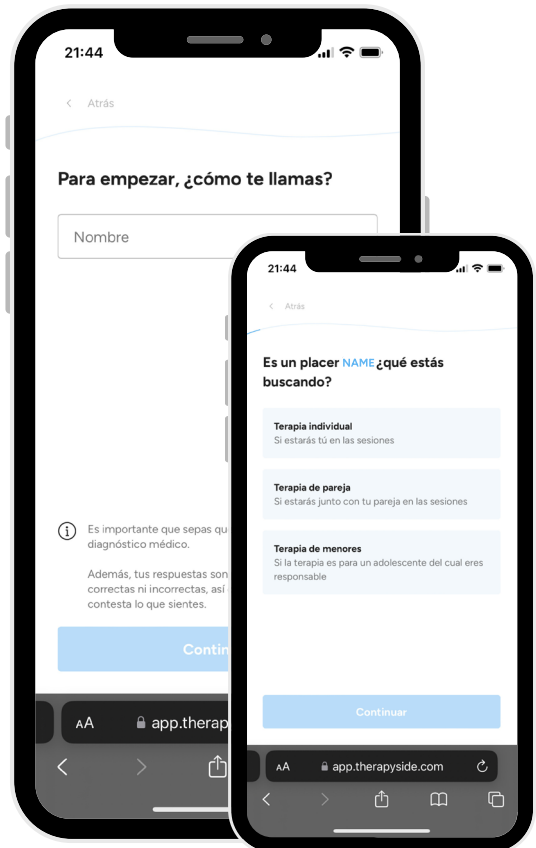 21:44
Atrás
Para empezar, ¿cómo te llamas?
Nombre
Es importante que sepas
diagnóstico médico.
Además, tus respuestas son
correctas ni incorrectas, así
contesta lo que sientes.
AA
21:44
Atrás
Es un placer NAME ¿qué estás
buscando?
Terapia individual
Si estarás tú en las sesiones
Terapia de pareja
Si estarás junto con tu pareja en las sesiones
Terapia de menores
Si la terapia es para un adolescente del cual eres
responsable
Continuar
AA app.therapyside.com